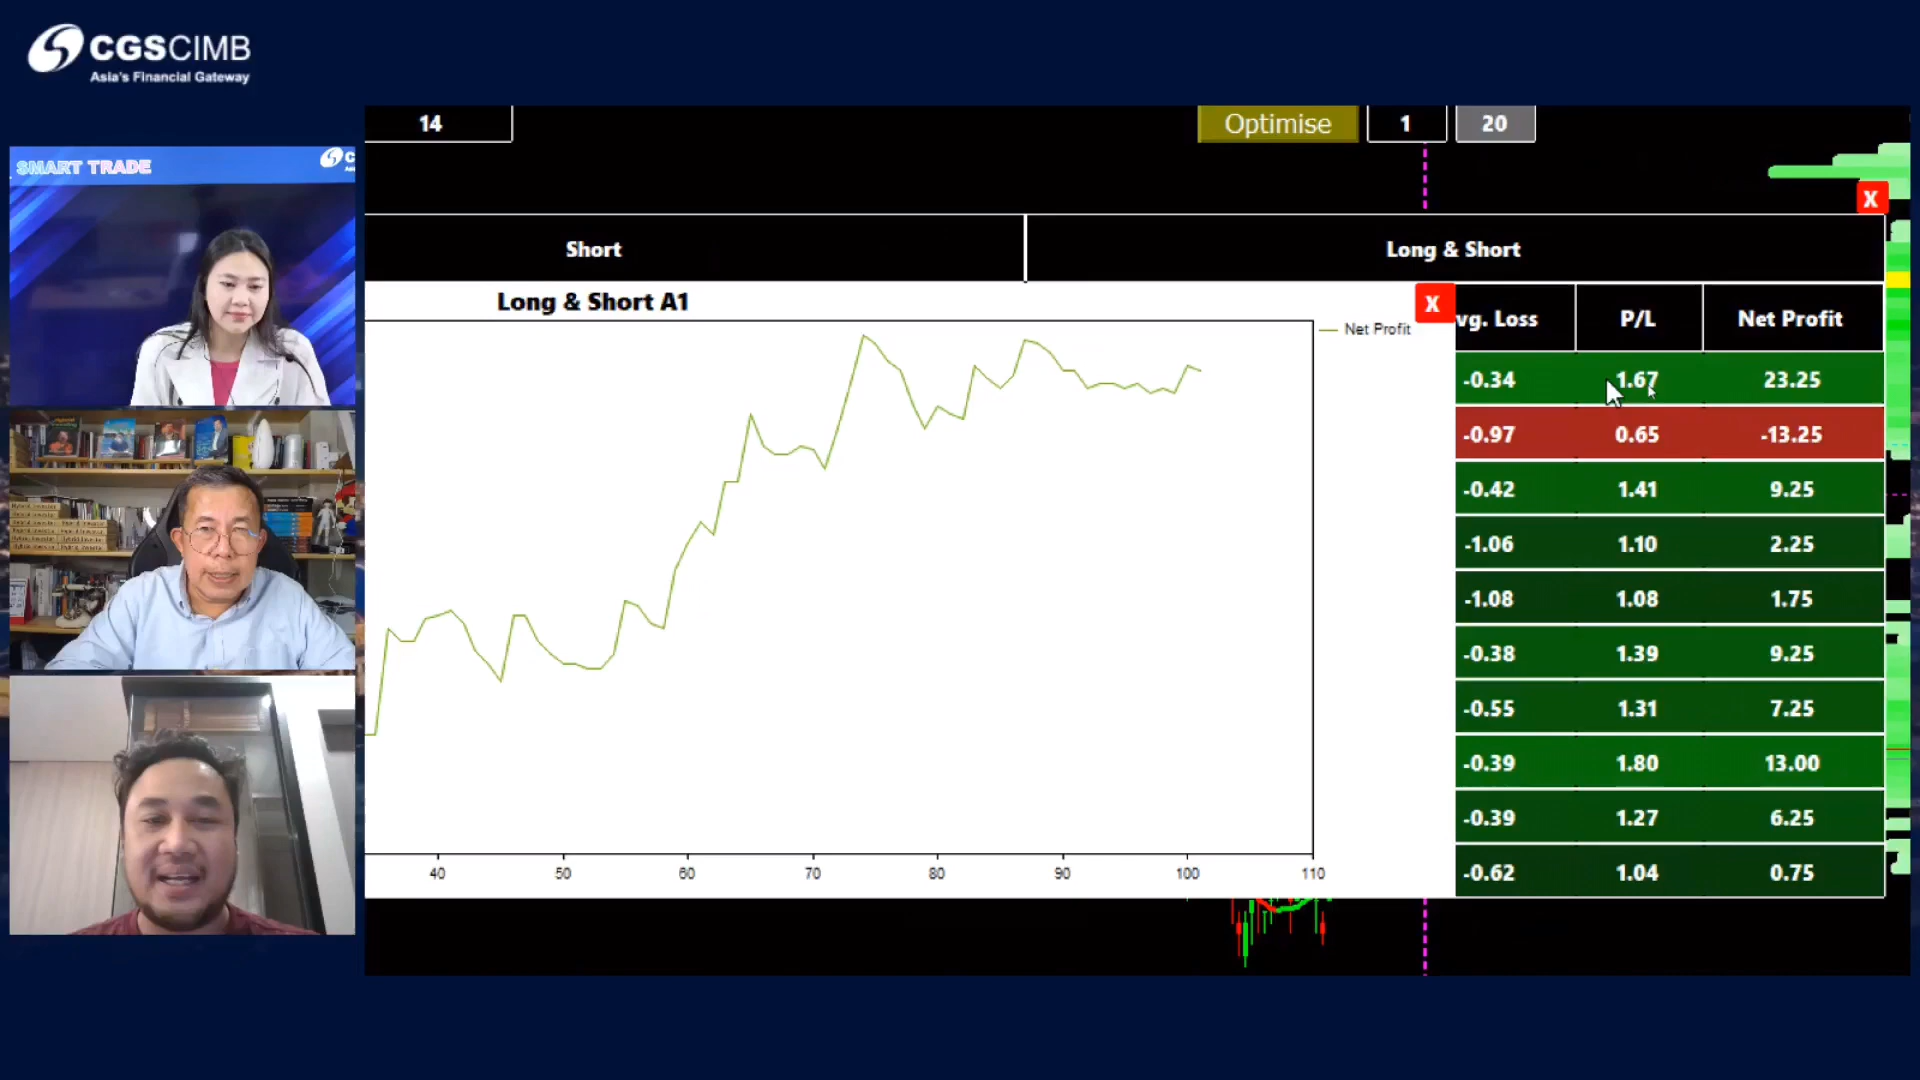 CGSCIMB
Asia's Financial Gateway
SMART TRADE
14
Optimise
1
20
X
Short
Long & Short
Long & Short A1
X
Net Profit
vg. Loss P/L Net Profit
-0.34 1.67 23.25
-0.97 0.65 -13.25
-0.42 1.41 9.25
-1.06 1.10 2.25
-1.08 1.08 1.75
-0.38 1.39 9.25
-0.55 1.31 7.25
-0.39 1.80 13.00
-0.39 1.27 6.25
-0.62 1.04 0.75
40 50 60 70 80 90 100 110